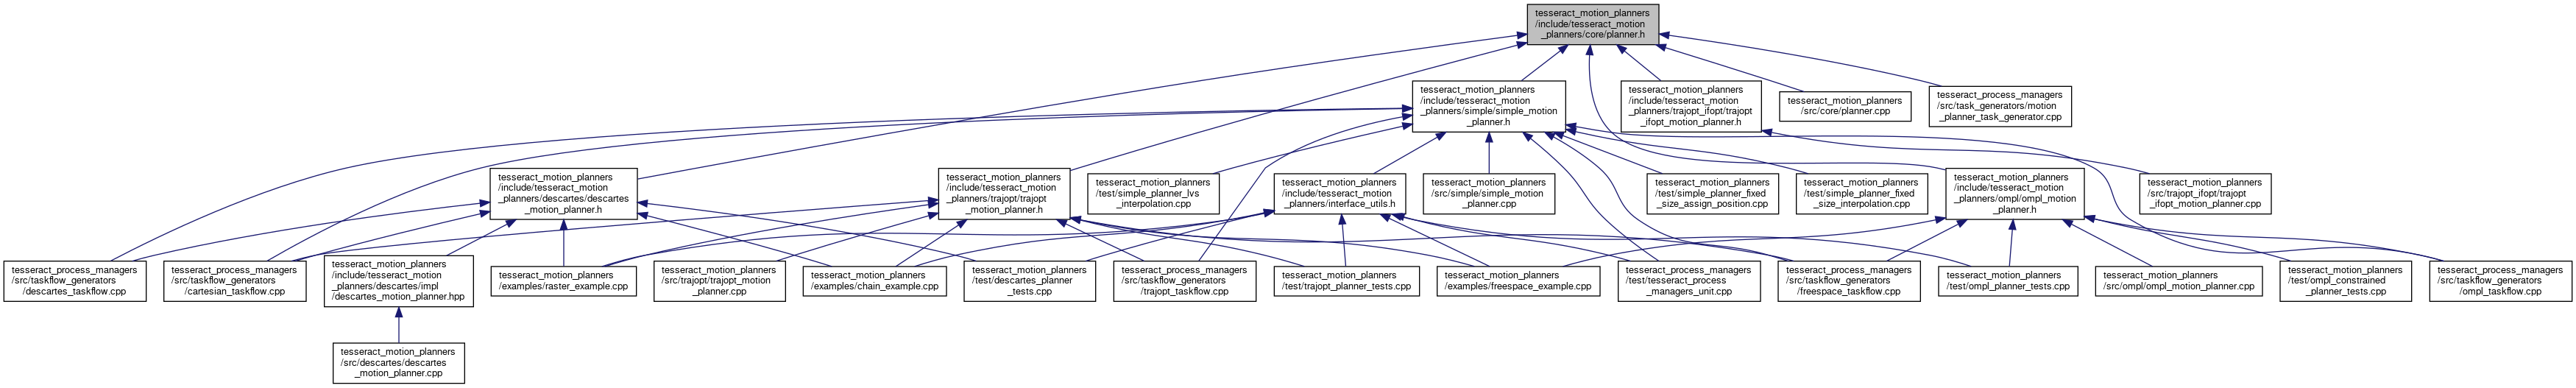 tesseract_motion_planners
/include/tesseract_motion
_planners/core/planner.h
tesseract_motion_planners
/include/tesseract_motion
_planners/simple/simple_motion
_planner.h
tesseract_motion_planners
/include/tesseract_motion
_planners/trajopt_ifopt/trajopt
_ifopt_motion_planner.h
tesseract_motion_planners
/src/core/planner.cpp
tesseract_process_managers
/src/task_generators/motion
_planner_task_generator.cpp
tesseract_motion_planners
/include/tesseract_motion
_planners/descartes/descartes
_motion_planner.h
tesseract_motion_planners
/include/tesseract_motion
_planners/trajopt/trajopt
_motion_planner.h
tesseract_motion_planners
/test/simple_planner_lvs
_interpolation.cpp
tesseract_motion_planners
/include/tesseract_motion
_planners/interface_utils.h
tesseract_motion_planners
/src/simple/simple_motion
_planner.cpp
tesseract_motion_planners
/test/simple_planner_fixed
_size_assign_position.cpp
tesseract_motion_planners
/test/simple_planner_fixed
_size_interpolation.cpp
tesseract_motion_planners
/include/tesseract_motion
_planners/ompl/ompl_motion
_planner.h
tesseract_motion_planners
/src/trajopt_ifopt/trajopt
_ifopt_motion_planner.cpp
tesseract_process_managers
/src/taskflow_generators
/descartes_taskflow.cpp
tesseract_process_managers
/src/taskflow_generators
/cartesian_taskflow.cpp
tesseract_motion_planners
/include/tesseract_motion
_planners/descartes/impl
/descartes_motion_planner.hpp
tesseract_motion_planners
/examples/raster_example.cpp
tesseract_motion_planners
/src/trajopt/trajopt_motion
_planner.cpp
tesseract_motion_planners
/examples/chain_example.cpp
tesseract_motion_planners
/test/descartes_planner
_tests.cpp
tesseract_process_managers
/src/taskflow_generators
/trajopt_taskflow.cpp
tesseract_motion_planners
/test/trajopt_planner_tests.cpp
tesseract_motion_planners
/examples/freespace_example.cpp
tesseract_process_managers
/test/tesseract_process
_managers_unit.cpp
tesseract_process_managers
/src/taskflow_generators
/freespace_taskflow.cpp
tesseract_motion_planners
/test/ompl_planner_tests.cpp
tesseract_motion_planners
/src/ompl/ompl_motion_planner.cpp
tesseract_motion_planners
/test/ompl_constrained
_planner_tests.cpp
tesseract_process_managers
/src/taskflow_generators
/ompl_taskflow.cpp
tesseract_motion_planners
/src/descartes/descartes
_motion_planner.cpp